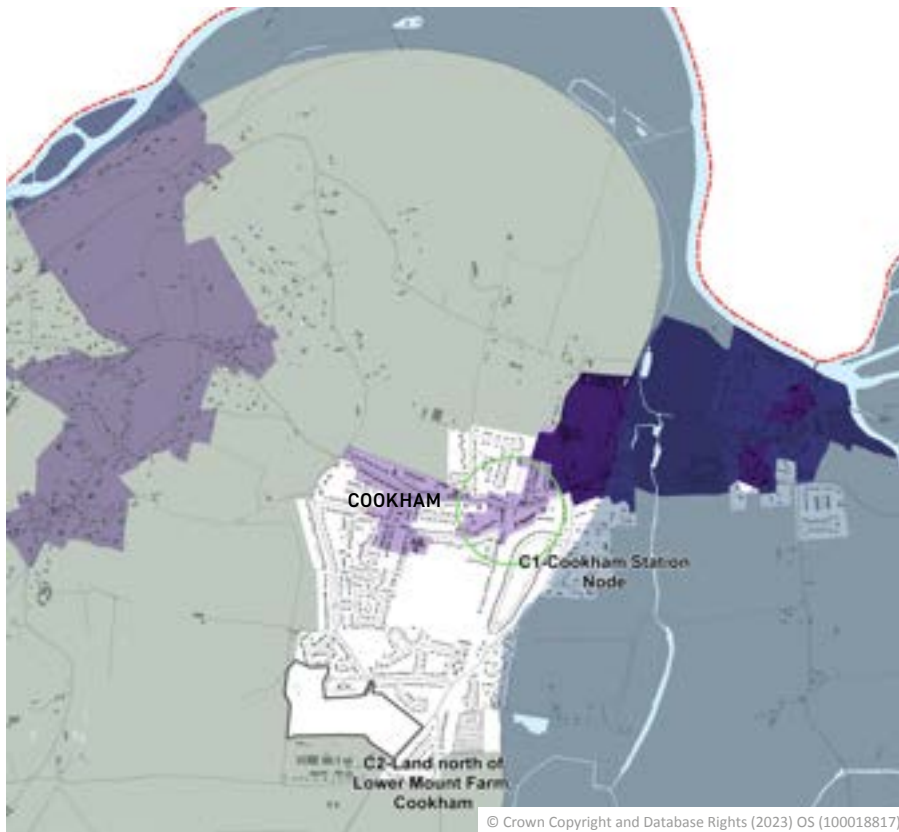 COOKHAM
C1-Cookham Station
Node
C2-Land north of
Lower Mount Farm,
Cookham
© Crown Copyright and Database Rights (2023) OS (100018817)